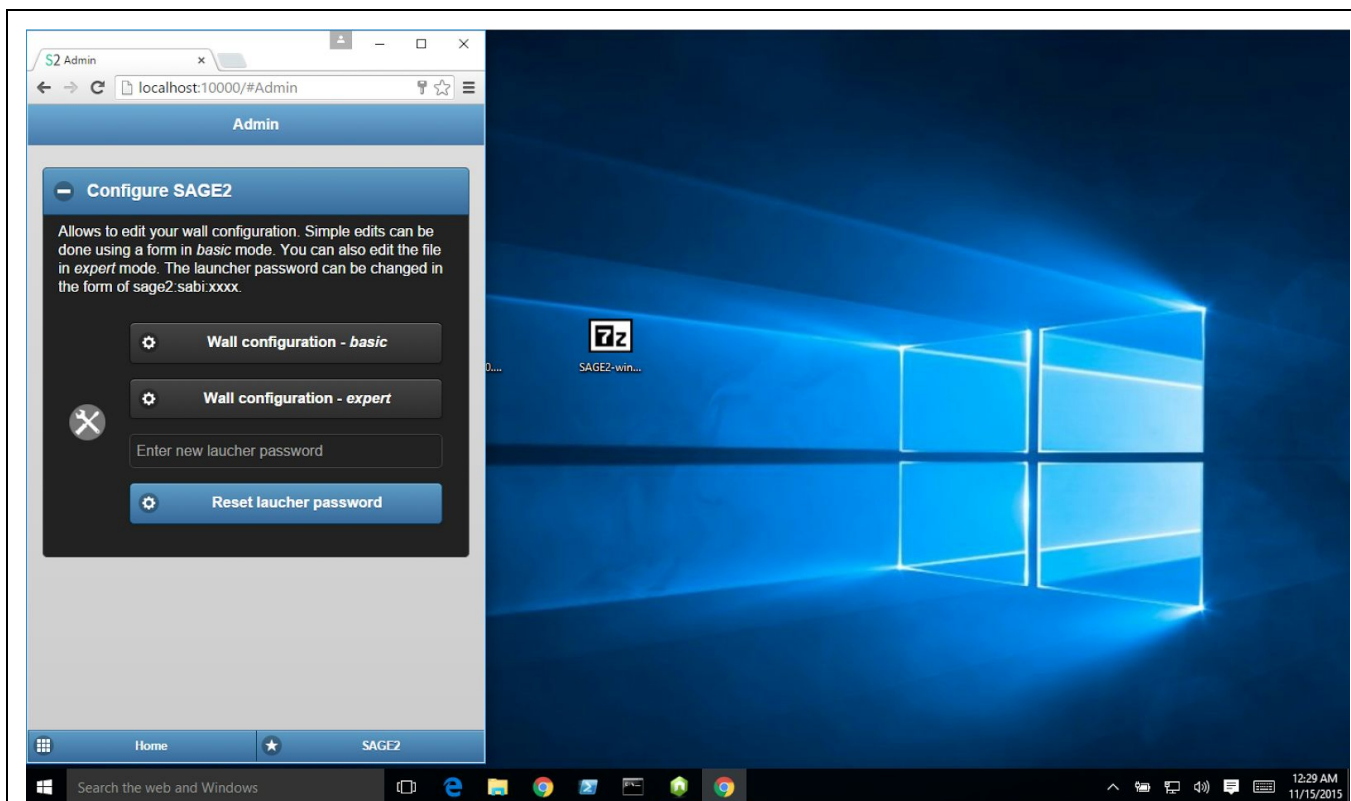 S2 Admin
localhost:10000/#Admin
Admin
Configure SAGE2
Allows to edit your wall configuration. Simple edits can be
done using a form in basic mode. You can also edit the file
in expert mode. The launcher password can be changed in
the form of sage2:sabi:xxxx.
Wall configuration - basic
Wall configuration - expert
Enter new laucher password
Reset laucher password
0....
7z
SAGE2-win...
Home
SAGE2
Search the web and Windows
12:29 AM
11/15/2015